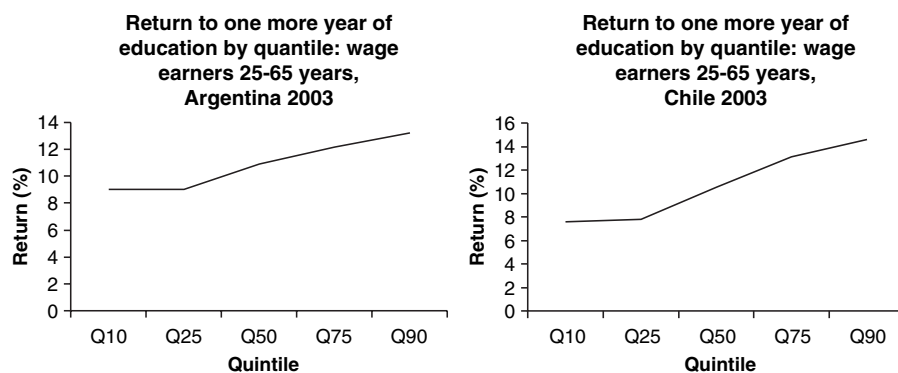 Return to one more year of
education by quantile: wage
earners 25-65 years,
Argentina 2003
14
12
10
8
6
4
2
0
Return (%)
Q10 Q25 Q50 Q75 Q90
Quintile
Return to one more year of
education by quantile: wage
earners 25-65 years,
Chile 2003
16
14
12
10
8
6
4
2
0
Return (%)
Q10 Q25 Q50 Q75 Q90
Quintile